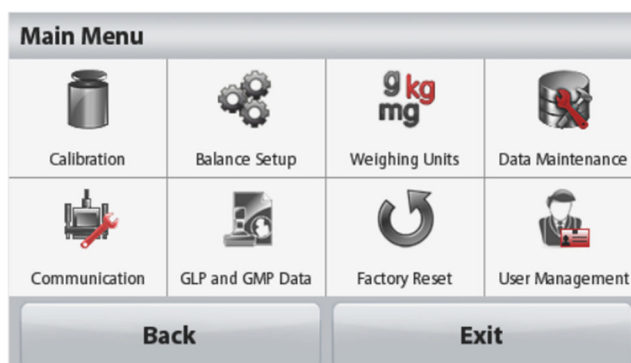 Main Menu
g kg
mg
Calibration
Balance Setup
Weighing Units
Data Maintenance
Communication
GLP and GMP Data
Factory Reset
User Management
Back
Exit